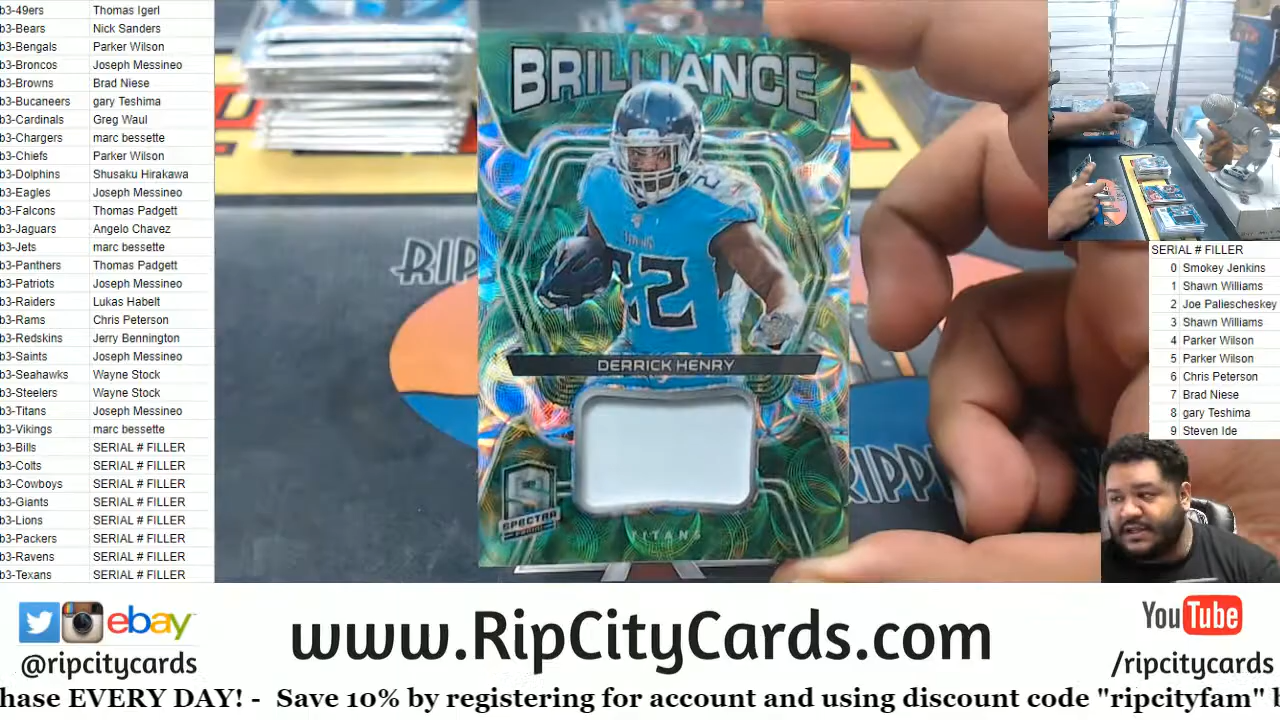 b3-49ers Thomas Igerl
b3-Bears Nick Sanders
b3-Bengals Parker Wilson
b3-Broncos Joseph Messineo
b3-Browns Brad Niese
b3-Bucaneers gary Teshima
b3-Cardinals Greg Waul
b3-Chargers marc bessette
b3-Chiefs Parker Wilson
b3-Dolphins Shusaku Hirakawa
b3-Eagles Joseph Messineo
b3-Falcons Thomas Padgett
b3-Jaguars Angelo Chavez
b3-Jets marc bessette
b3-Panthers Thomas Padgett
b3-Patriots Joseph Messineo
b3-Raiders Lukas Habelt
b3-Rams Chris Peterson
b3-Redskins Jerry Bennington
b3-Saints Joseph Messineo
b3-Seahawks Wayne Stock
b3-Steelers Wayne Stock
b3-Titans Joseph Messineo
b3-Vikings marc bessette
b3-Bills SERIAL # FILLER
b3-Colts SERIAL # FILLER
b3-Cowboys SERIAL # FILLER
b3-Giants SERIAL # FILLER
b3-Lions SERIAL # FILLER
b3-Packers SERIAL # FILLER
b3-Ravens SERIAL # FILLER
b3-Texans SERIAL # FILLER
BRILLIANCE
22
DERRICK HENRY
SPECTRA
TITANS
RIP
RIPP
SERIAL # FILLER
0 Smokey Jenkins
1 Shawn Williams
2 Joe Paliescheskey
3 Shawn Williams
4 Parker Wilson
5 Parker Wilson
6 Chris Peterson
7 Brad Niese
8 gary Teshima
9 Steven Ide
ebay
@ripcitycards
www.RipCityCards.com
YouTube
/ripcitycards
hase EVERY DAY! - Save 10% by registering for account and using discount code "ripcityfam" b